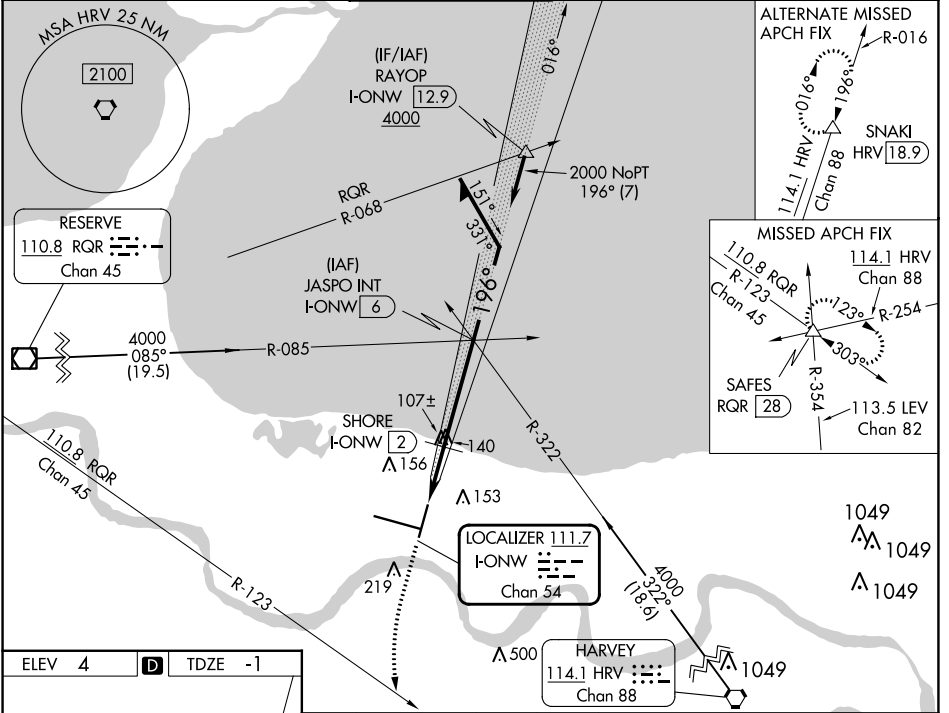 MSA HRV 25 NM
2100
(IF/IAF)
RAYOP
I-ONW 12.9
4000
016°
ALTERNATE MISSED
APCH FIX
R-016
016°
196°
SNAKI
HRV 18.9
114.1 HRV
Chan 88
2000 NoPT
196° (7)
RQR
R-068
151°
331°
196°
RESERVE
110.8 RQR
Chan 45
(IAF)
JASPO INT
I-ONW 6
4000
085°
(19.5)
R-085
MISSED APCH FIX
110.8 RQR
R-123
Chan 45
114.1 HRV
Chan 88
123°
R-254
303°
SAFES
RQR 28
R-354
113.5 LEV
Chan 82
107±
SHORE
I-ONW 2
140
156
153
R-322
110.8 RQR
Chan 45
LOCALIZER 111.7
I-ONW
Chan 54
219
1049
1049
1049
4000
322°
(18.6)
R-123
500
HARVEY
114.1 HRV
Chan 88
1049
ELEV 4 D TDZE -1